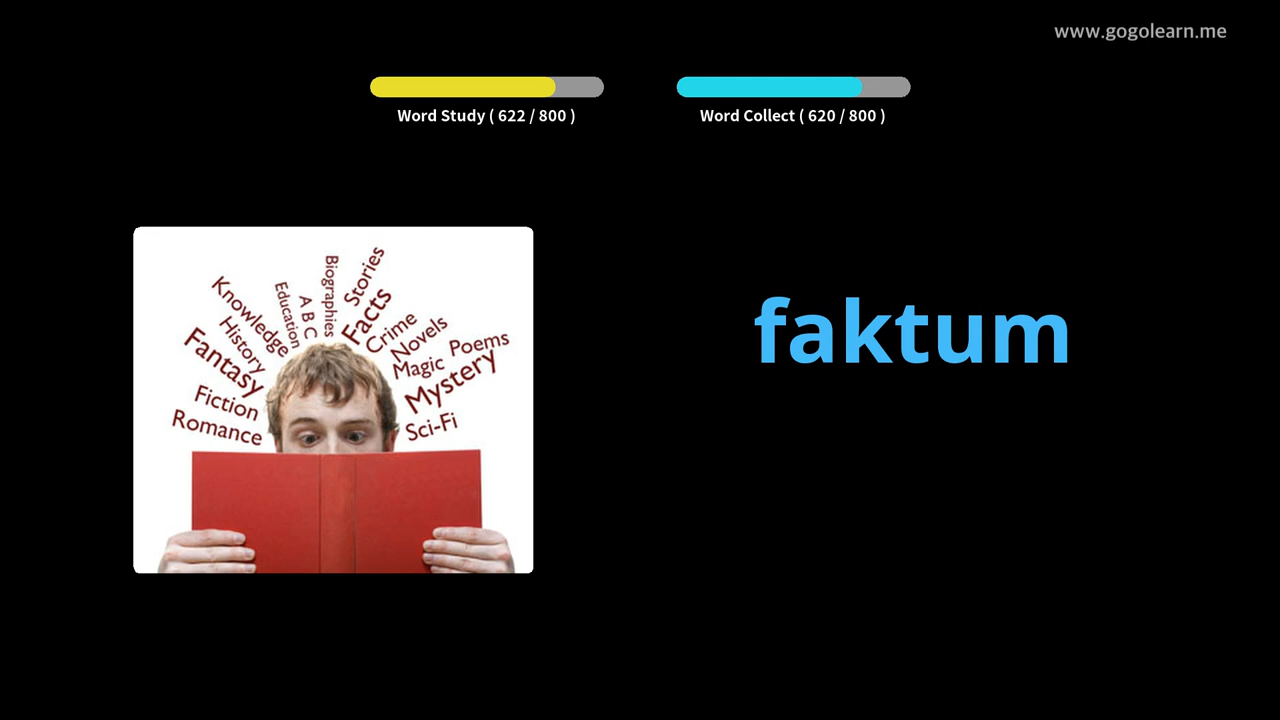 www.gogolearn.me
Word Study ( 622 / 800 )
Word Collect ( 620 / 800 )
faktum
Knowledge
Education
A B C
Biographies
Stories
Facts
History
Crime
Novels
Poems
Fantasy
Magic
Mystery
Fiction
Romance
Sci-Fi